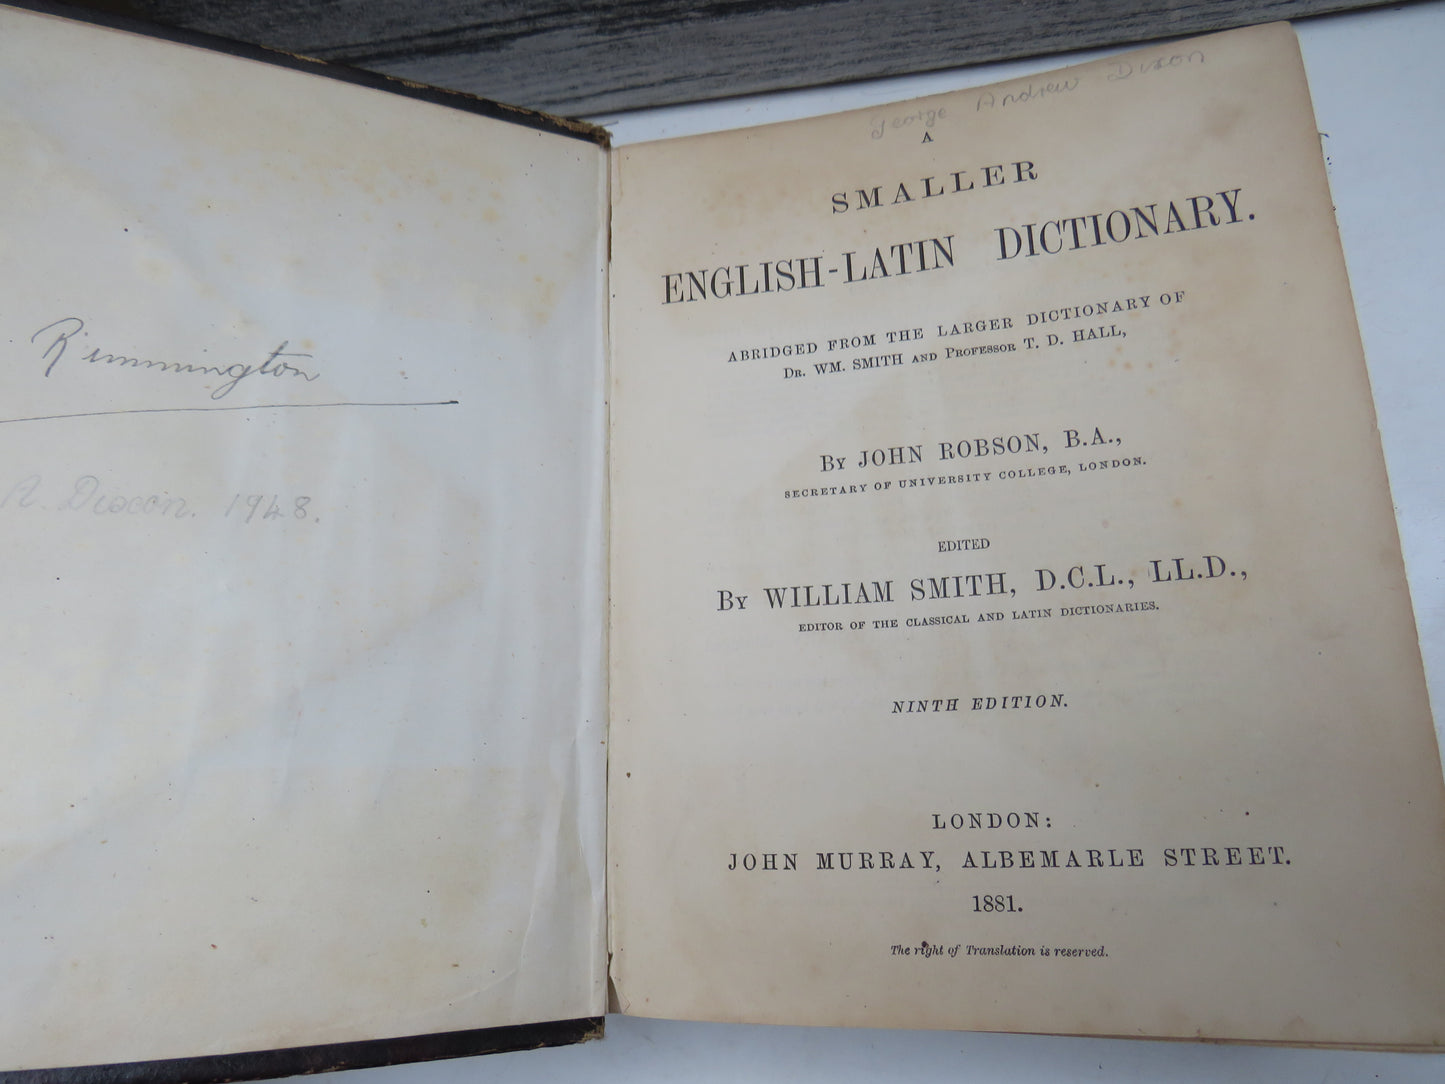 Rimmington
A. Dixon. 1948.
George Andrew Dixon
A
SMALLER
ENGLISH-LATIN DICTIONARY.
ABRIDGED FROM THE LARGER DICTIONARY OF
DR. WM. SMITH AND PROFESSOR T. D. HALL,
BY JOHN ROBSON, B.A.,
SECRETARY OF UNIVERSITY COLLEGE, LONDON.
EDITED
BY WILLIAM SMITH, D.C.L., LL.D.,
EDITOR OF THE CLASSICAL AND LATIN DICTIONARIES.
NINTH EDITION.
LONDON:
JOHN MURRAY, ALBEMARLE STREET.
1881.
The right of Translation is reserved.